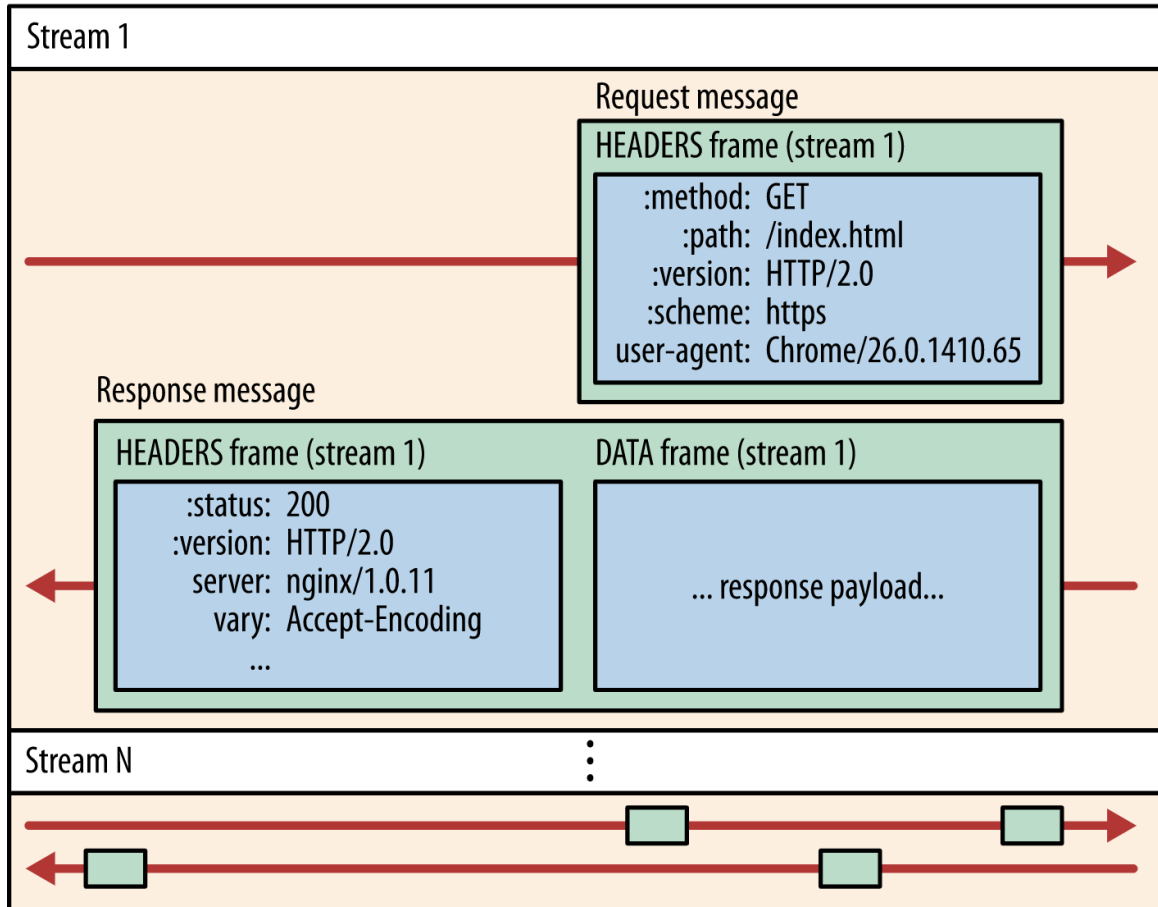 Stream 1
Request message
HEADERS frame (stream 1)
:method: GET
:path: /index.html
:version: HTTP/2.0
:scheme: https
user-agent: Chrome/26.0.1410.65
Response message
HEADERS frame (stream 1)
:status: 200
:version: HTTP/2.0
server: nginx/1.0.11
vary: Accept-Encoding
...
DATA frame (stream 1)
... response payload...
Stream N